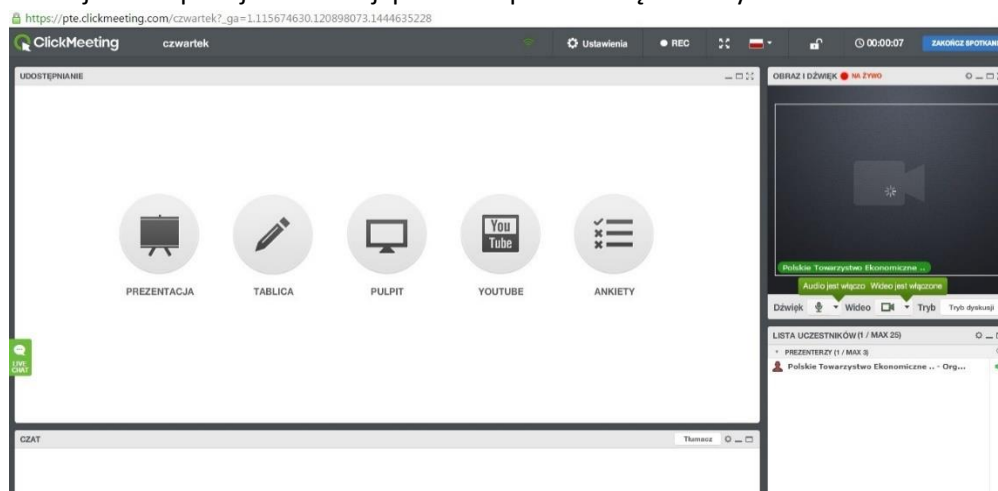 https://pte.clickmeeting.com/czwartek?_ga=1.115674630.120898073.1444635228
ClickMeeting czwartek Ustawienia REC 00:00:07 ZAKOŃCZ SPOTKANI
UDOSTĘPNIANIE
OBRAZ I DŹWIĘK NA ŻYWO
You
Tube
PREZENTACJA TABLICA PULPIT YOUTUBE ANKIETY
Polskie Towarzystwo Ekonomiczne ..
Audio jest włączo Wideo jest włączone
Dźwięk Wideo Tryb Tryb dyskusji
LISTA UCZESTNIKÓW (1 / MAX 25)
PREZENTERZY (1 / MAX 3)
Polskie Towarzystwo Ekonomiczne .. - Org...
LIVE
CHAT
CZAT Tłumacz